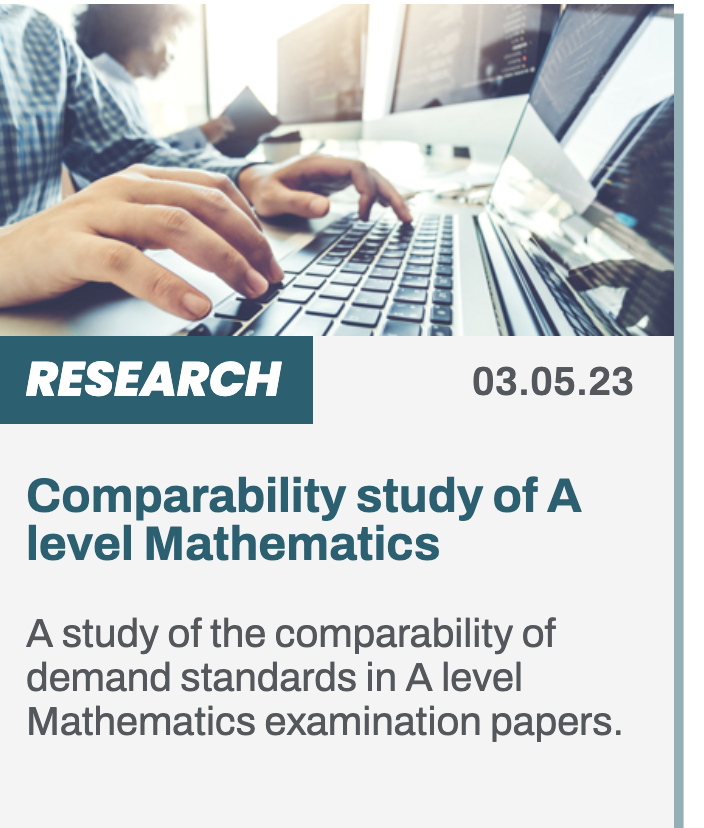 RESEARCH
03.05.23
Comparability study of A
level Mathematics
A study of the comparability of
demand standards in A level
Mathematics examination papers.